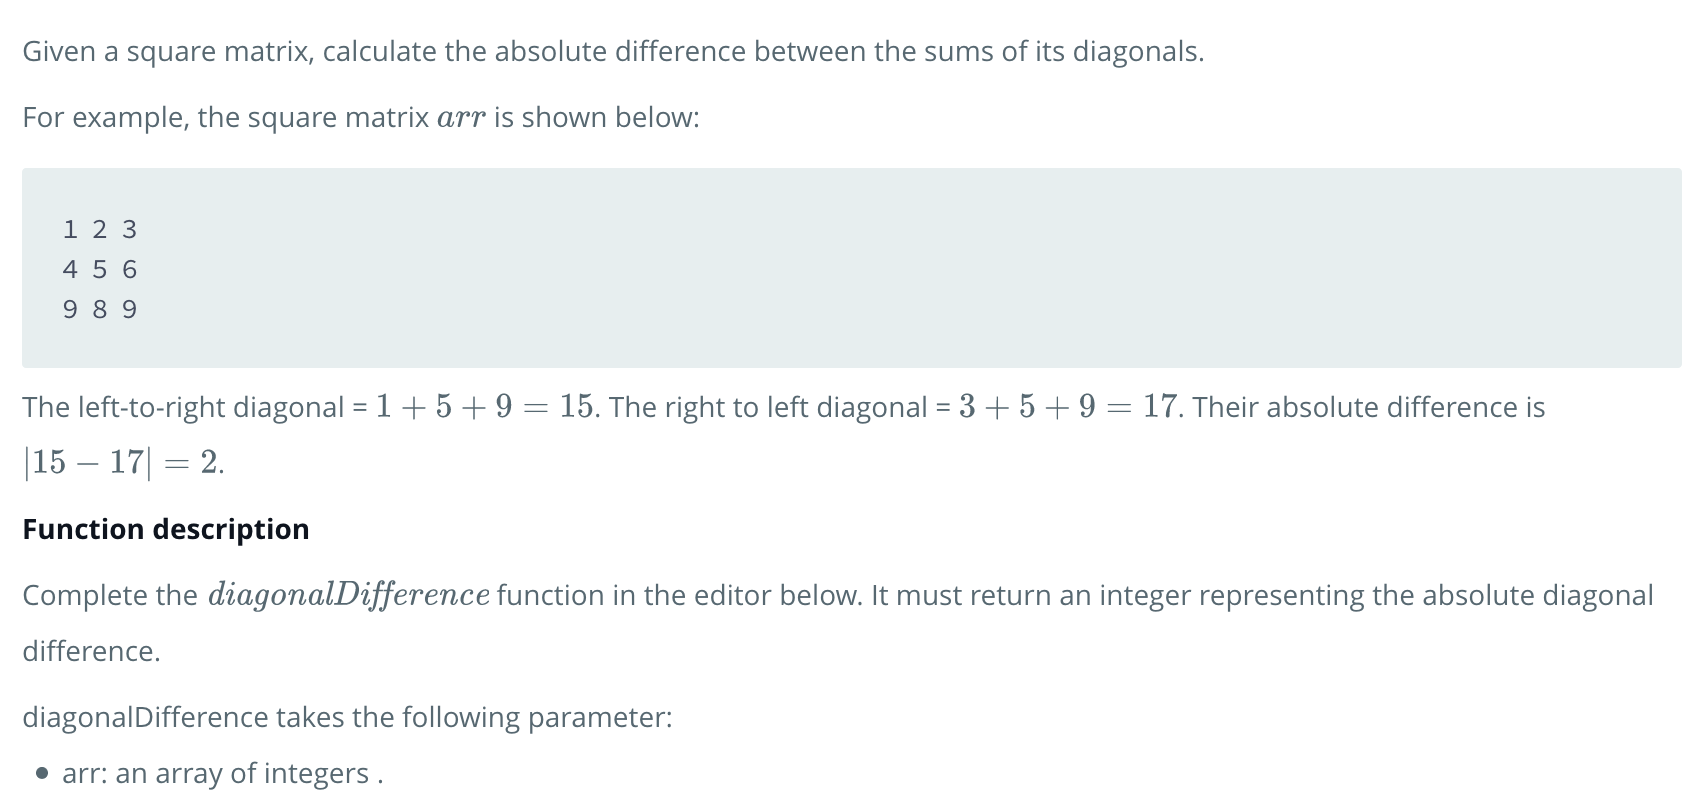 Given a square matrix, calculate the absolute difference between the sums of its diagonals.
For example, the square matrix arr is shown below:
1 2 3
4 5 6
9 8 9
The left-to-right diagonal = 1 + 5 + 9 = 15. The right to left diagonal = 3 + 5 + 9 = 17. Their absolute difference is
|15 − 17| = 2.
Function description
Complete the diagonalDifference function in the editor below. It must return an integer representing the absolute diagonal
difference.
diagonalDifference takes the following parameter:
• arr: an array of integers .